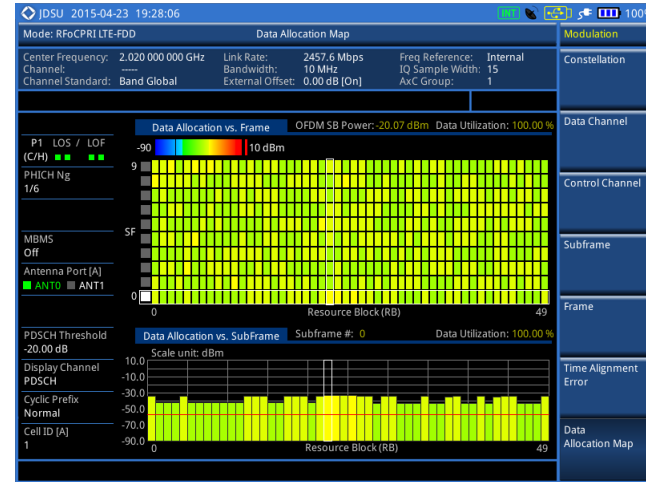 JDSU 2015-04-23 19:28:06
INT
100%
Mode: RFoCPRI LTE-FDD
Data Allocation Map
Modulation
Center Frequency: 2.020 000 000 GHz
Link Rate: 2457.6 Mbps
Freq Reference: Internal
Channel: -----
Bandwidth: 10 MHz
IQ Sample Width: 15
Channel Standard: Band Global
External Offset: 0.00 dB [On]
AxC Group: 1
Constellation
Data Channel
Control Channel
Subframe
Frame
Time Alignment
Error
Data
Allocation Map
P1 LOS / LOF
(C/H)
PHICH Ng
1/6
MBMS
Off
Antenna Port [A]
ANT0 ANT1
PDSCH Threshold
-20.00 dB
Display Channel
PDSCH
Cyclic Prefix
Normal
Cell ID [A]
1
Data Allocation vs. Frame
OFDM SB Power:-20.07 dBm Data Utilization: 100.00 %
-90
10 dBm
9
SF
0
0
Resource Block (RB)
49
Data Allocation vs. SubFrame
Subframe #: 0
Data Utilization: 100.00 %
Scale unit: dBm
10.0
-10.0
-30.0
-50.0
-70.0
-90.0
0
Resource Block (RB)
49